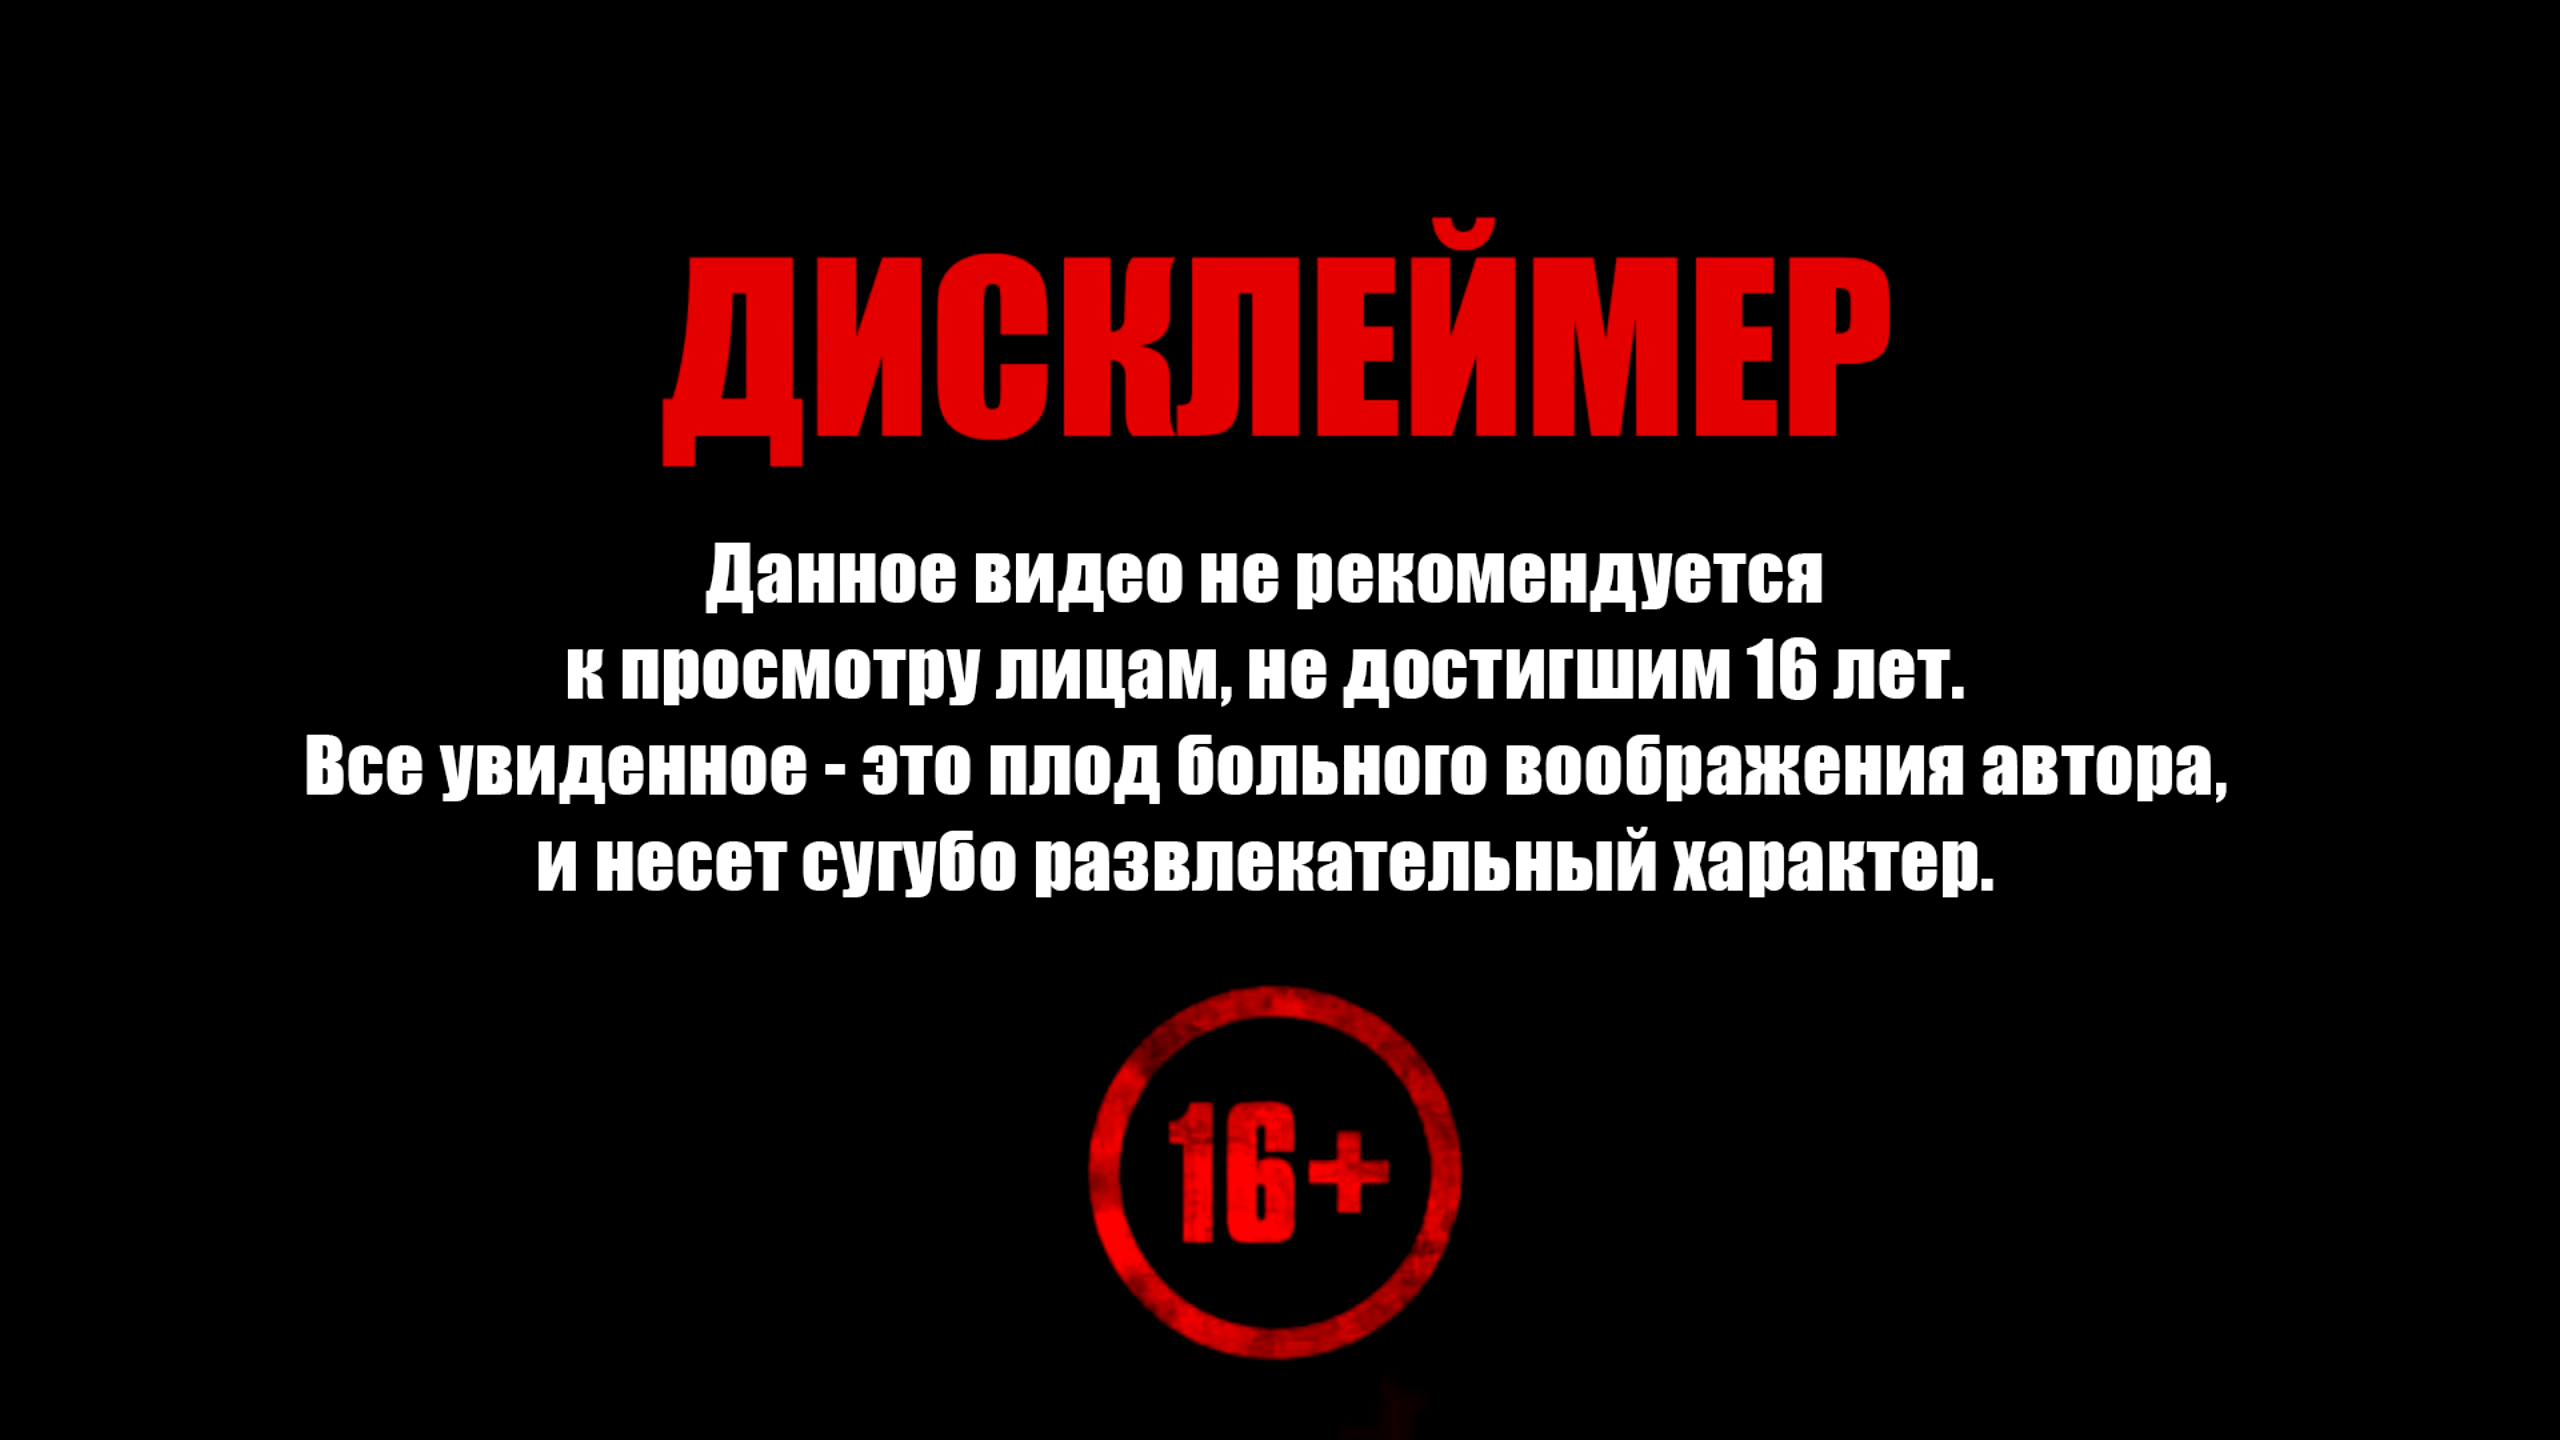 ДИСКЛЕЙМЕР
Данное видео не рекомендуется
к просмотру лицам, не достигшим 16 лет.
Все увиденное - это плод больного воображения автора,
и несет сугубо развлекательный характер.
16+